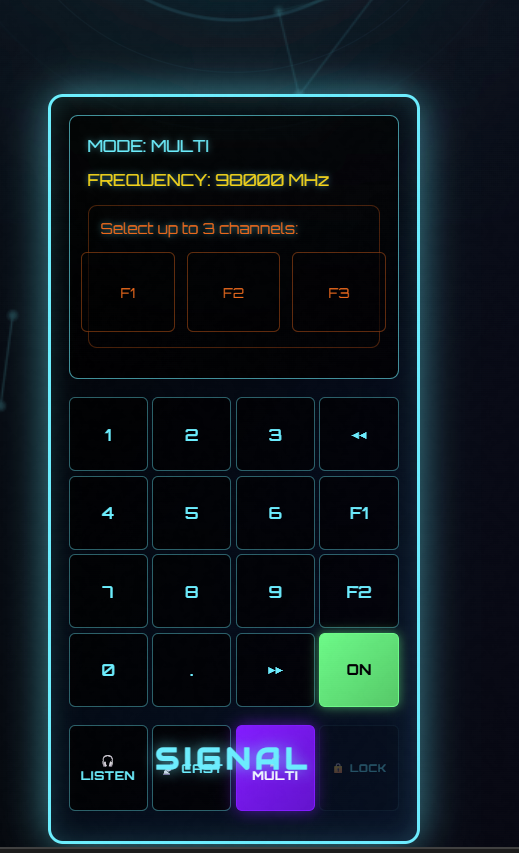 MODE: MULTI
FREQUENCY: 98000 MHz
Select up to 3 channels:
F1 F2 F3
1 2 3 ◀◀
4 5 6 F1
7 8 9 F2
0 . ▶▶ ON
SIGNAL
🎧 LISTEN CAST MULTI 🔒 LOCK